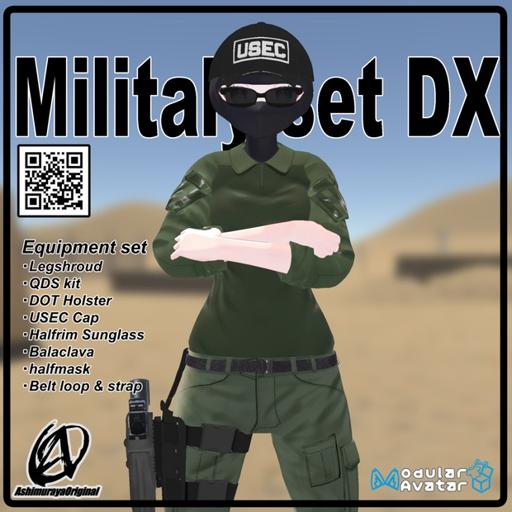 USEC
Militaly set DX
Equipment set
・Legshroud
・QDS kit
・DOT Holster
・USEC Cap
・Halfrim Sunglass
・Balaclava
・halfmask
・Belt loop & strap
AshimurayaOriginal
Modular
Avatar